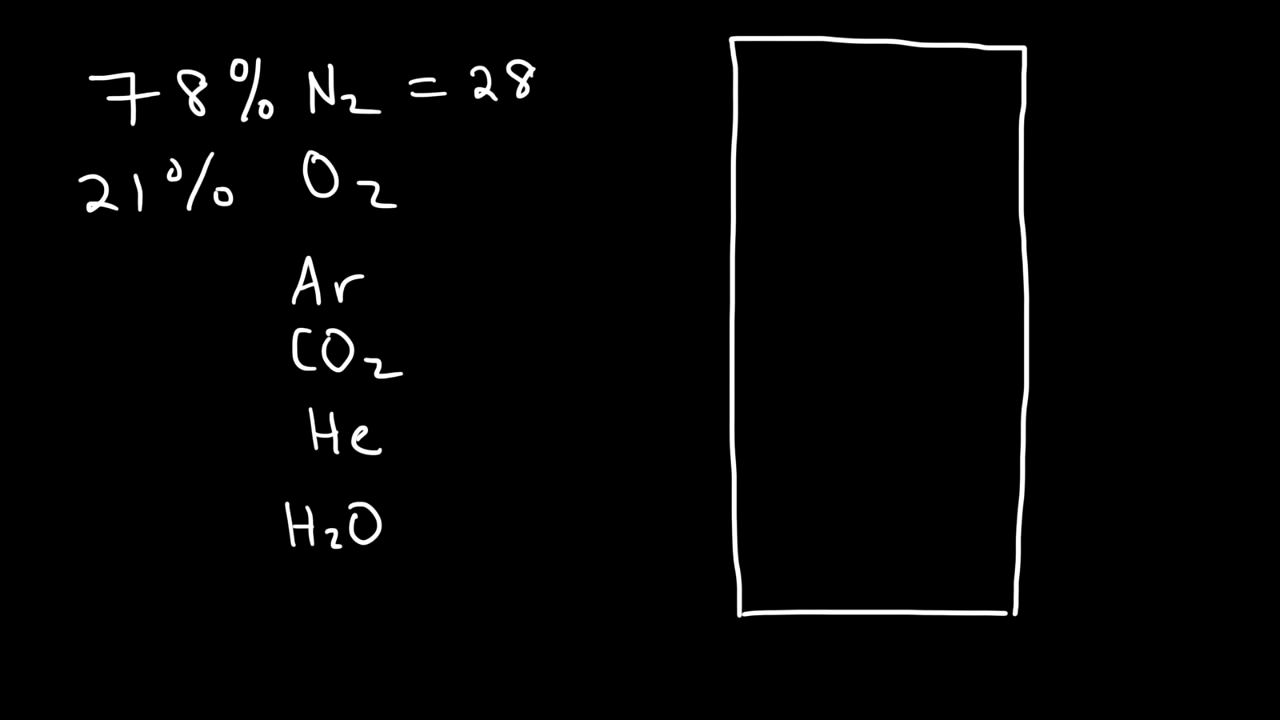 78% N₂ = 28
21% O₂
Ar
CO₂
He
H₂O